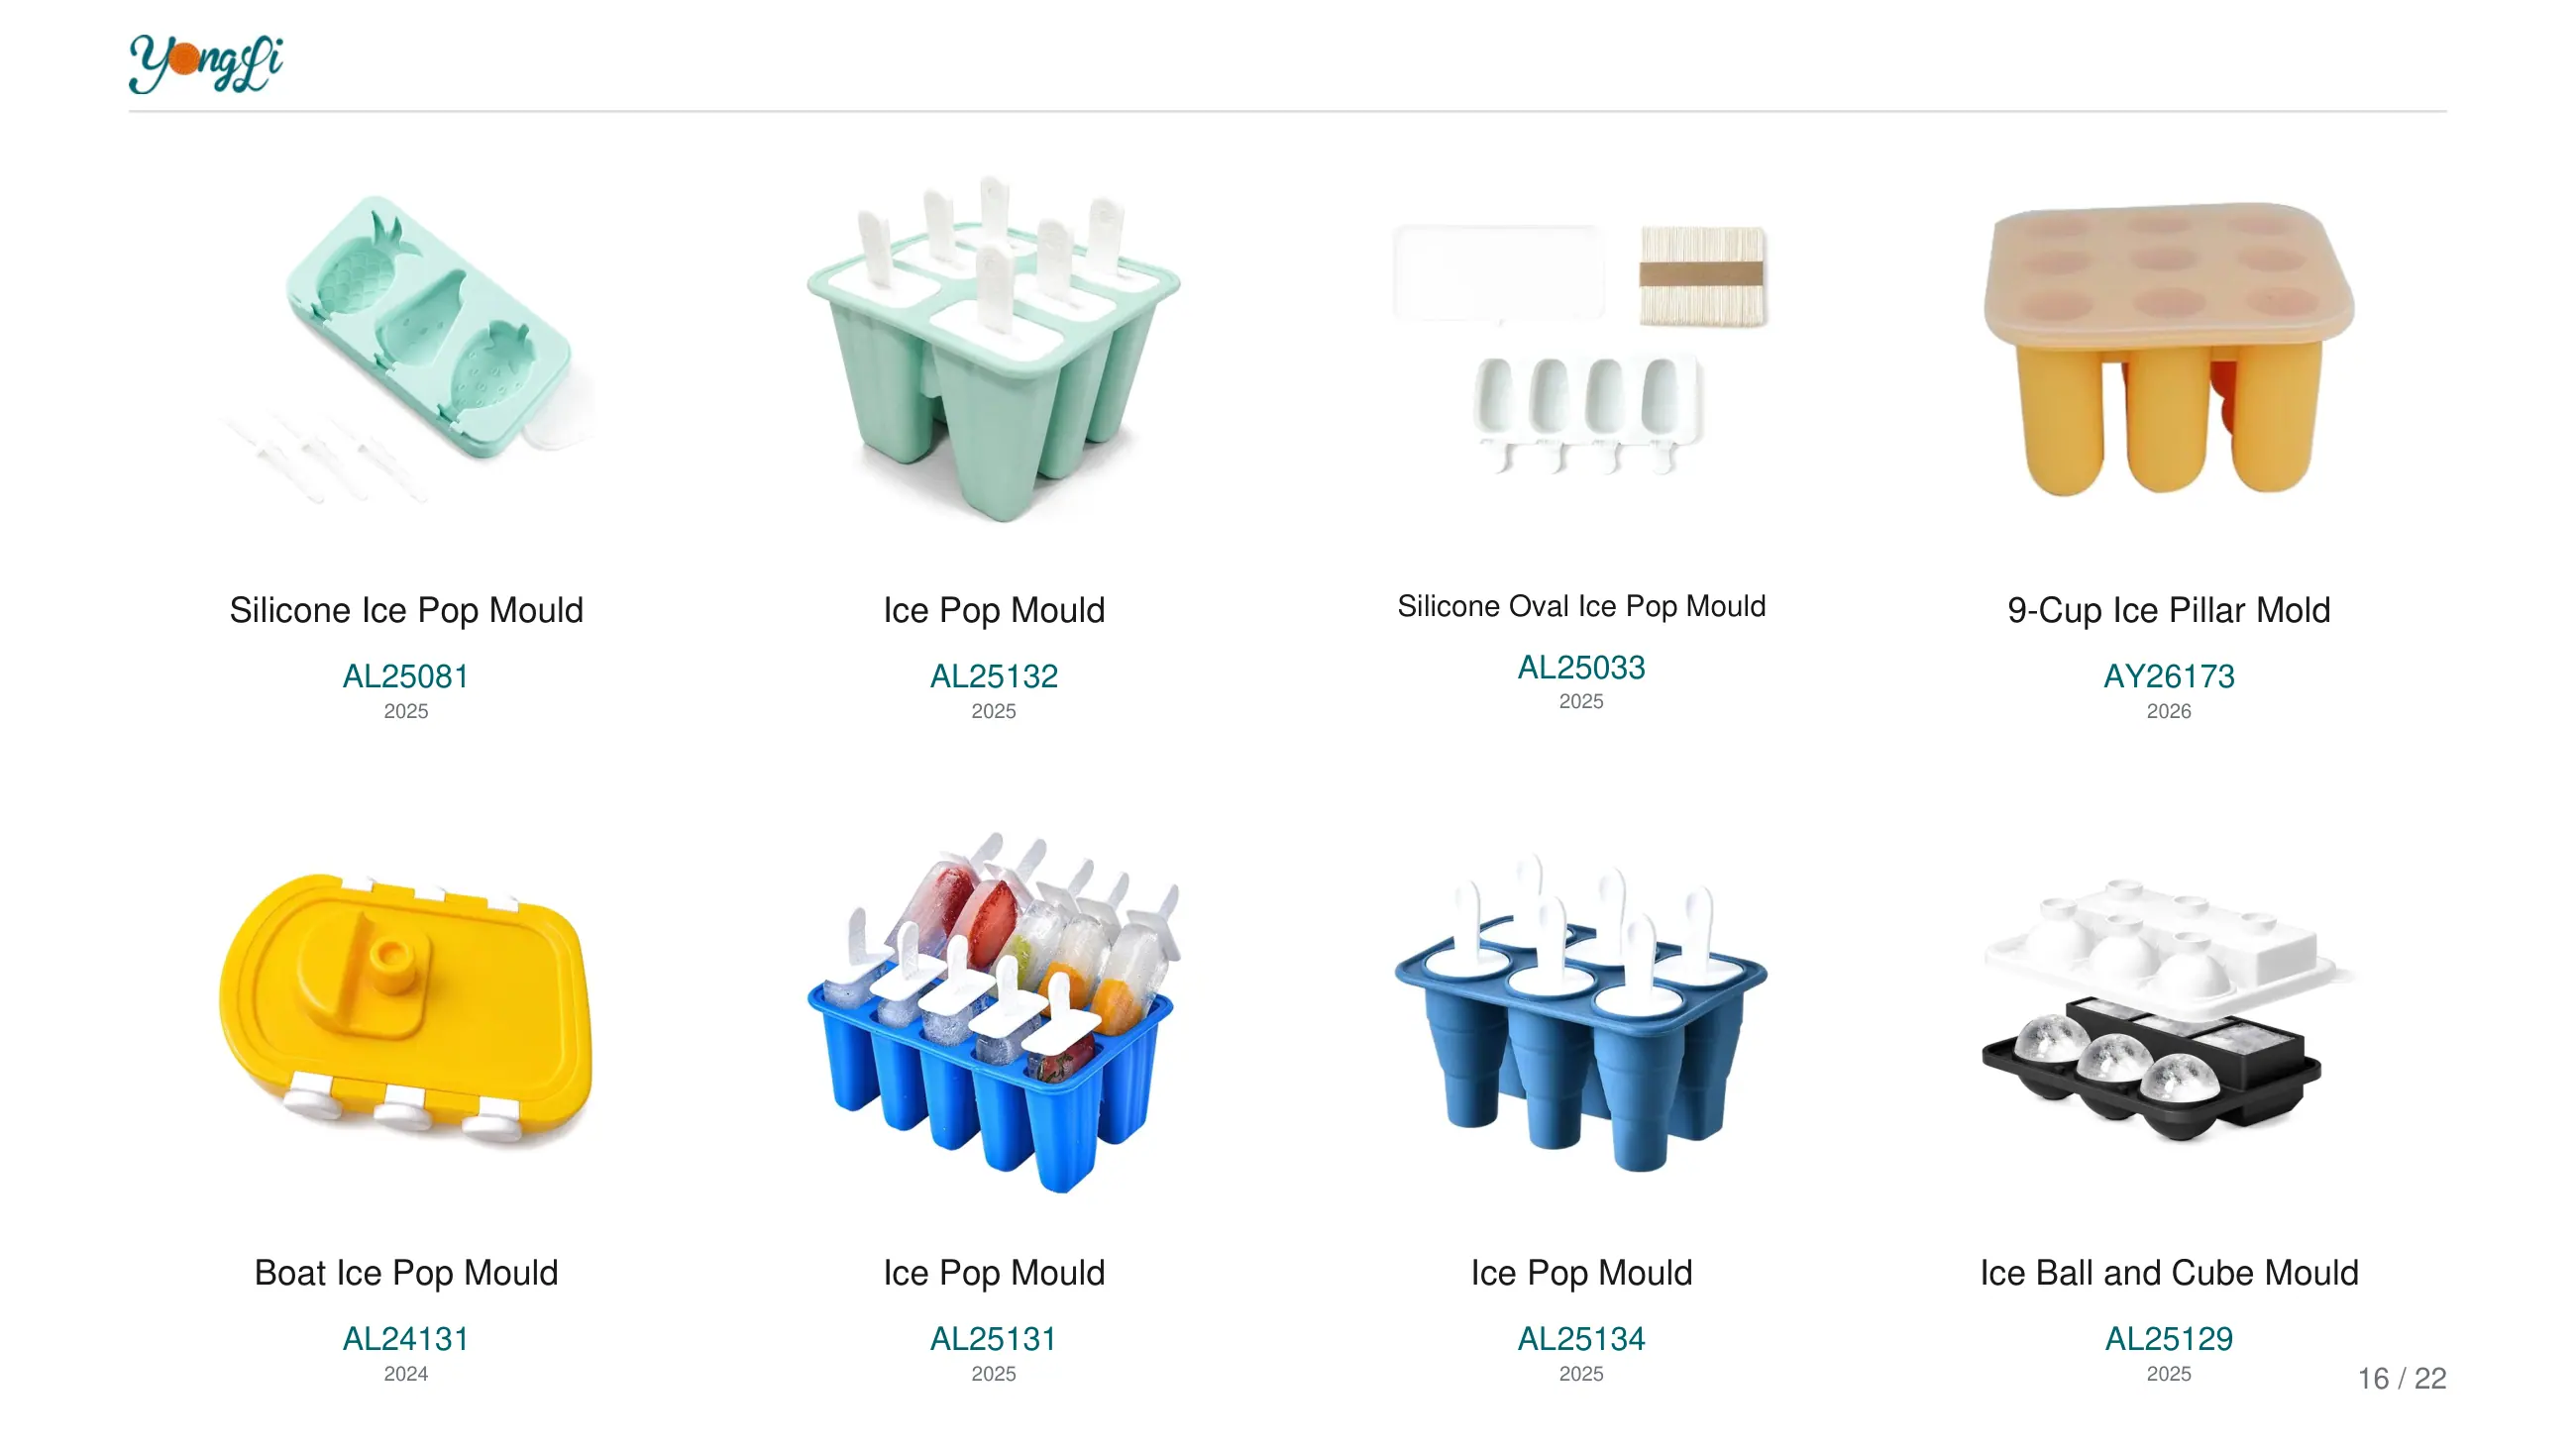 YongLi
Silicone Ice Pop Mould
AL25081
2025
Ice Pop Mould
AL25132
2025
Silicone Oval Ice Pop Mould
AL25033
2025
9-Cup Ice Pillar Mold
AY26173
2026
Boat Ice Pop Mould
AL24131
2024
Ice Pop Mould
AL25131
2025
Ice Pop Mould
AL25134
2025
Ice Ball and Cube Mould
AL25129
2025
16 / 22